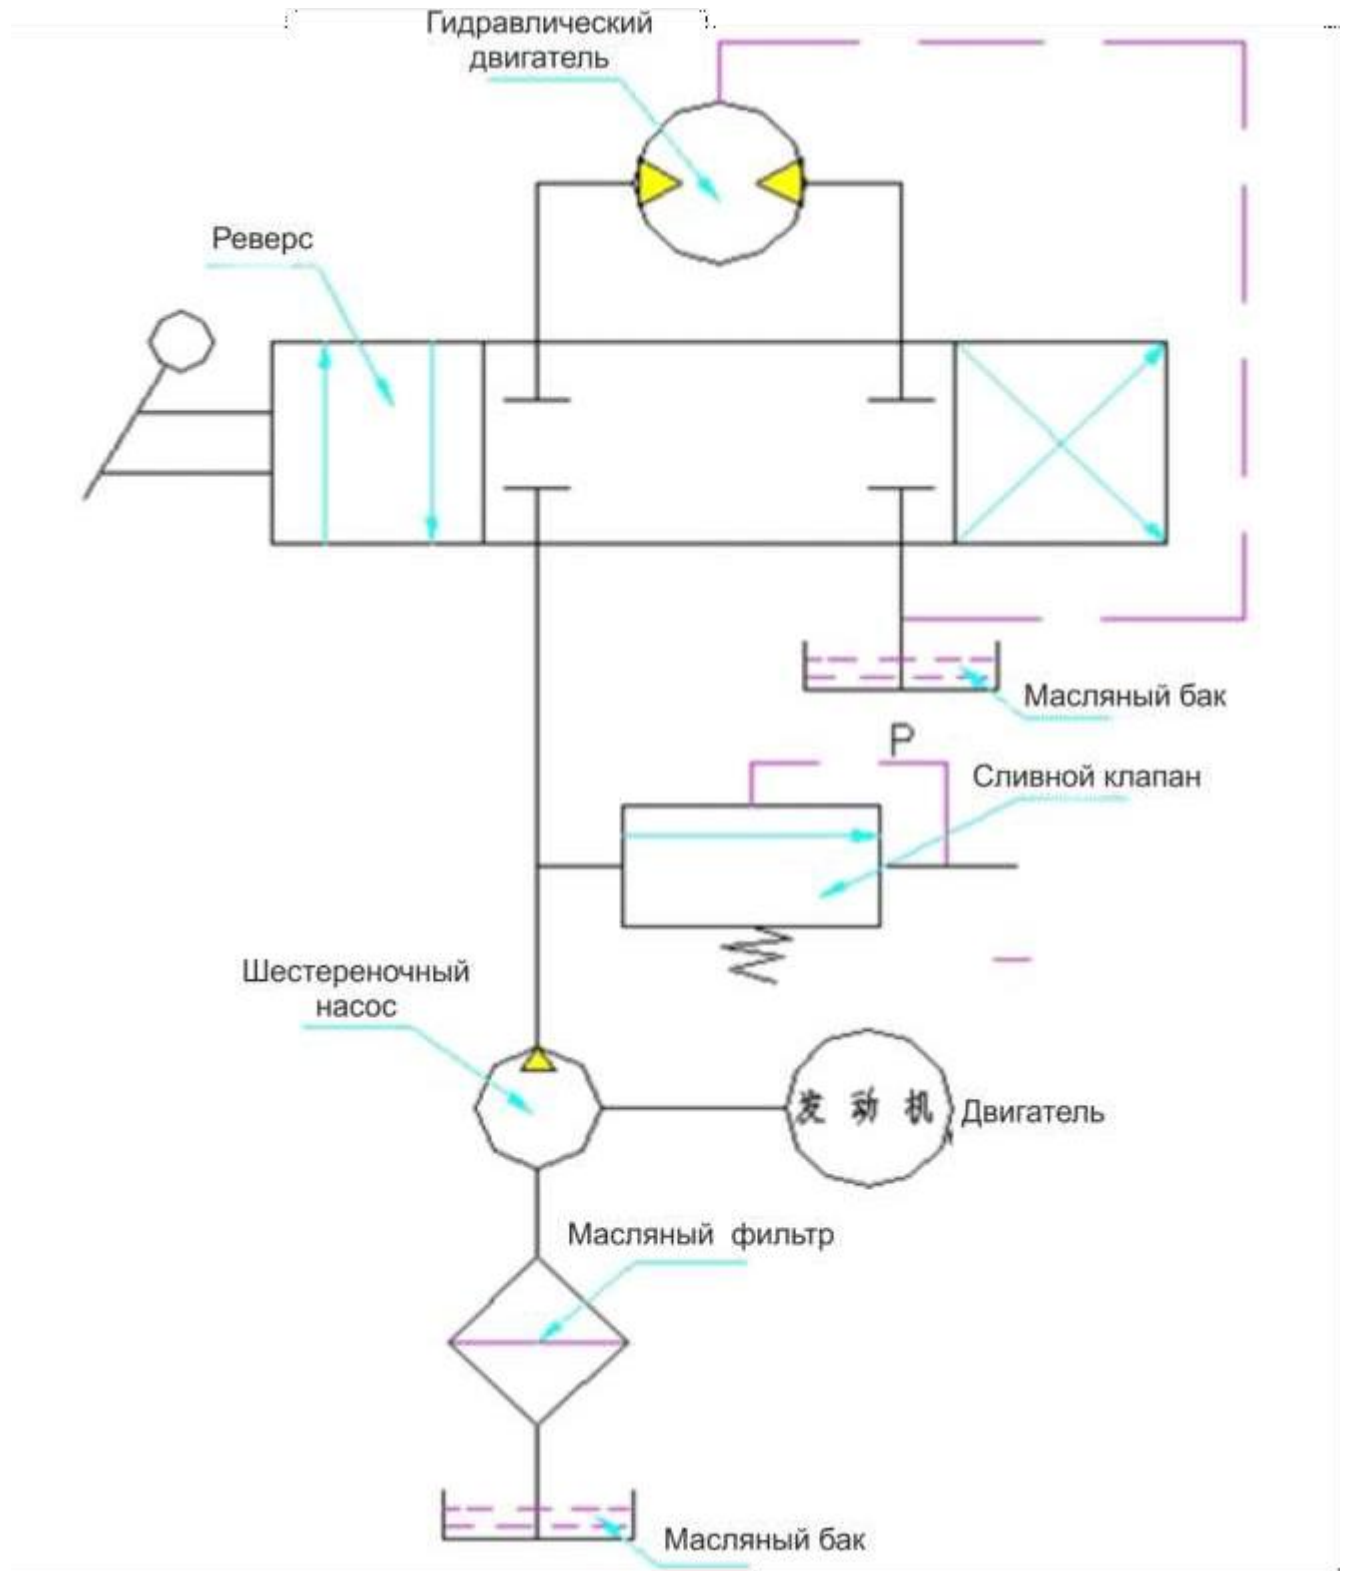 Гидравлический
двигатель
Реверс
Масляный бак
P
Сливной клапан
Шестереночный
насос
发 动 机
Двигатель
Масляный фильтр
Масляный бак